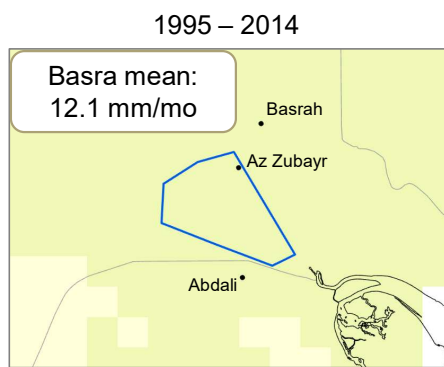 1995 – 2014
Basra mean:
12.1 mm/mo
Basrah
Az Zubayr
Abdali